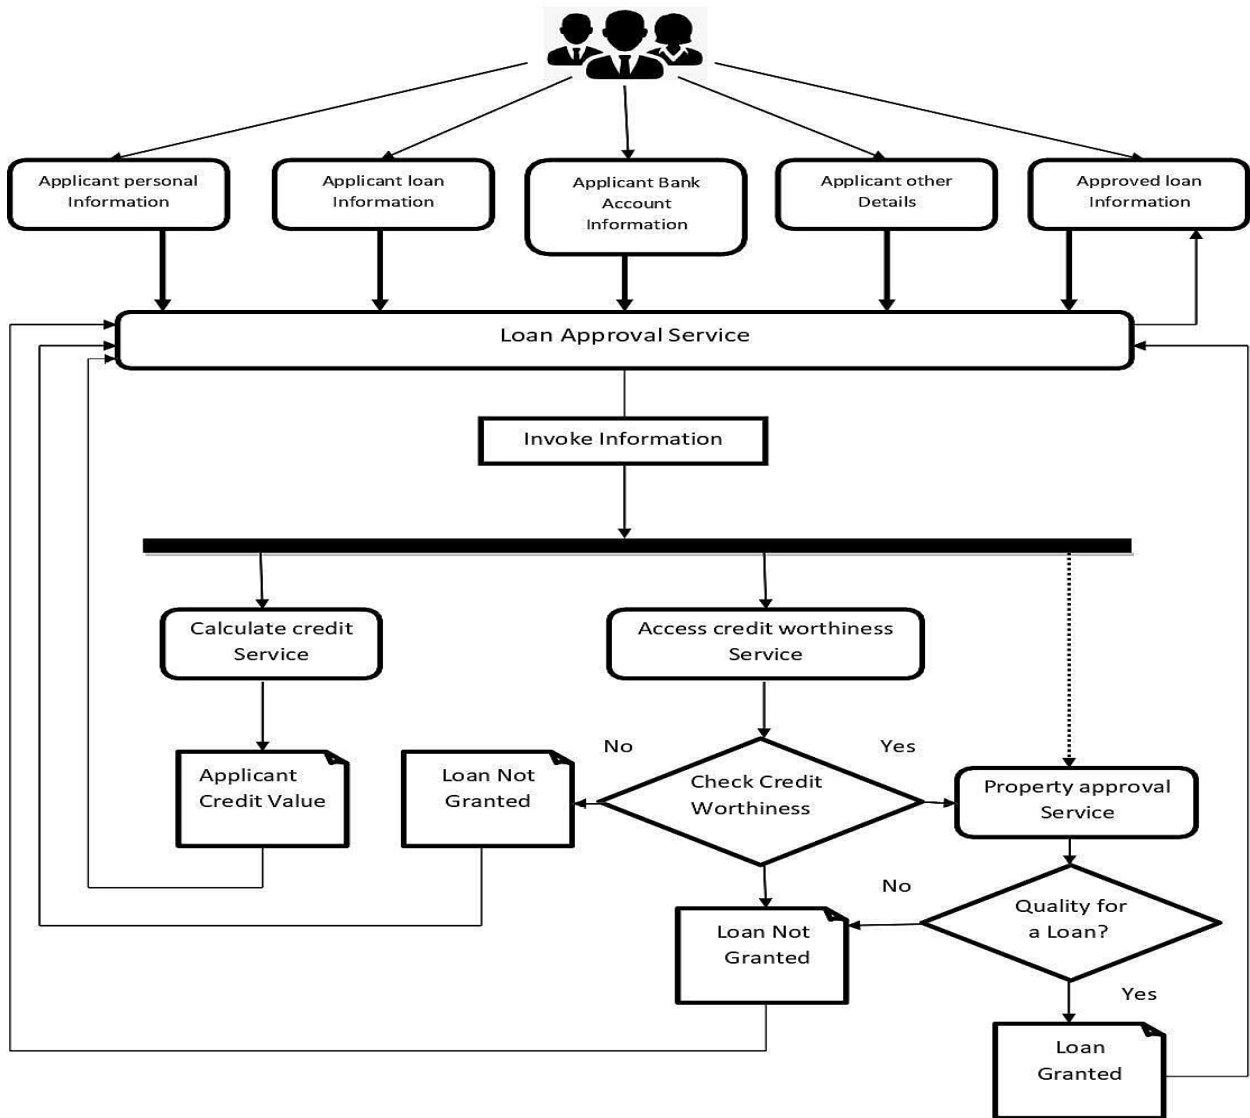 Applicant personal
Information
Applicant loan
Information
Applicant Bank
Account
Information
Applicant other
Details
Approved loan
Information
Loan Approval Service
Invoke Information
Calculate credit
Service
Access credit worthiness
Service
No
Yes
Applicant
Credit Value
Loan Not
Granted
Check Credit
Worthiness
Property approval
Service
No
Quality for
a Loan?
Loan Not
Granted
Yes
Loan
Granted